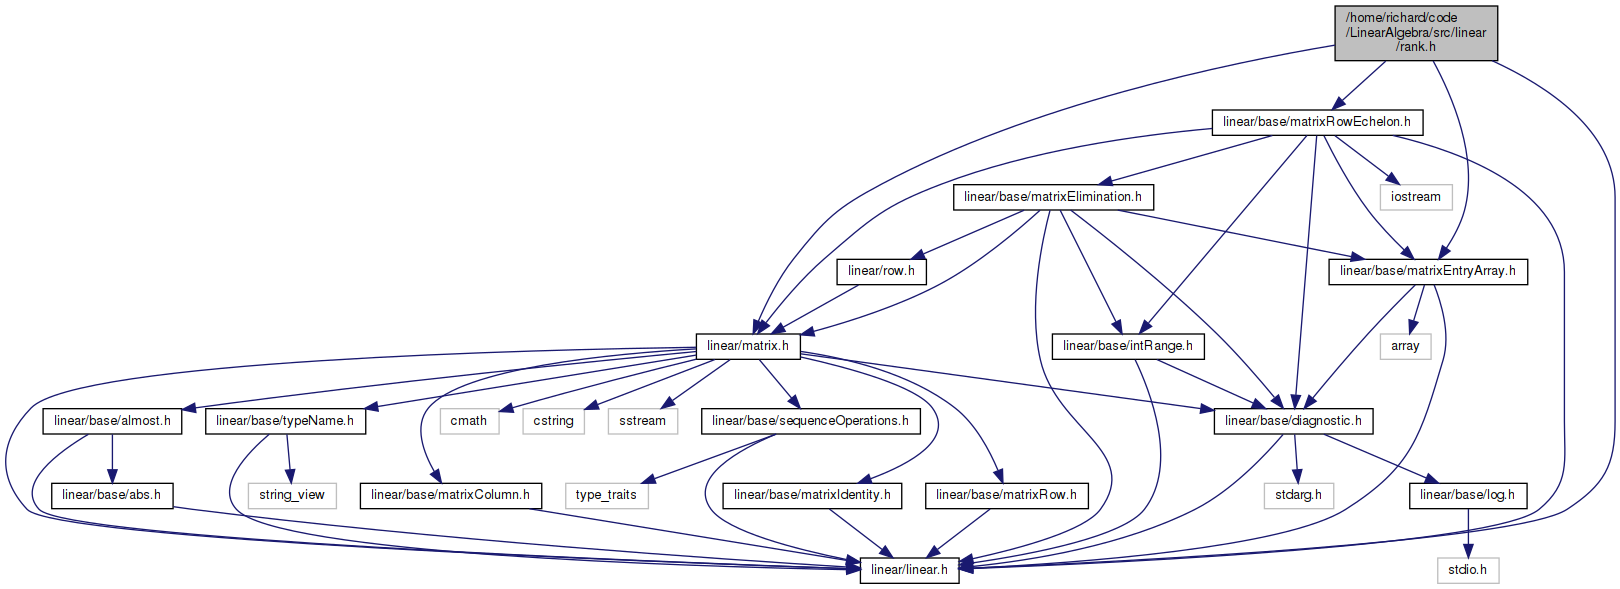 /home/richard/code
/LinearAlgebra/src/linear
/rank.h
linear/base/matrixRowEchelon.h
linear/base/matrixElimination.h
iostream
linear/row.h
linear/base/matrixEntryArray.h
linear/matrix.h
linear/base/intRange.h
array
linear/base/almost.h
linear/base/typeName.h
cmath
cstring
sstream
linear/base/sequenceOperations.h
linear/base/diagnostic.h
linear/base/abs.h
string_view
linear/base/matrixColumn.h
type_traits
linear/base/matrixIdentity.h
linear/base/matrixRow.h
stdarg.h
linear/base/log.h
linear/linear.h
stdio.h